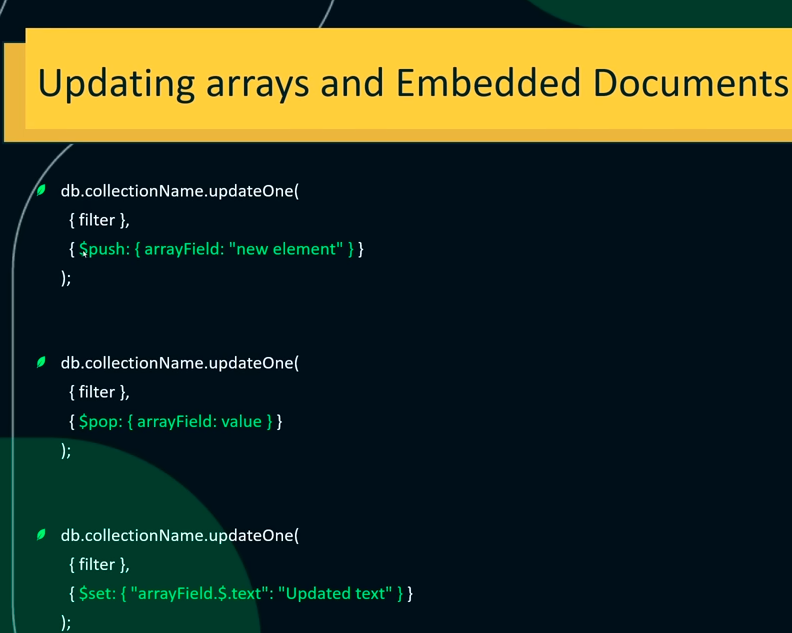 Updating arrays and Embedded Documents
db.collectionName.updateOne(
{ filter },
{ $push: { arrayField: "new element" } }
);
db.collectionName.updateOne(
{ filter },
{ $pop: { arrayField: value } }
);
db.collectionName.updateOne(
{ filter },
{ $set: { "arrayField.$.text": "Updated text" } }
);